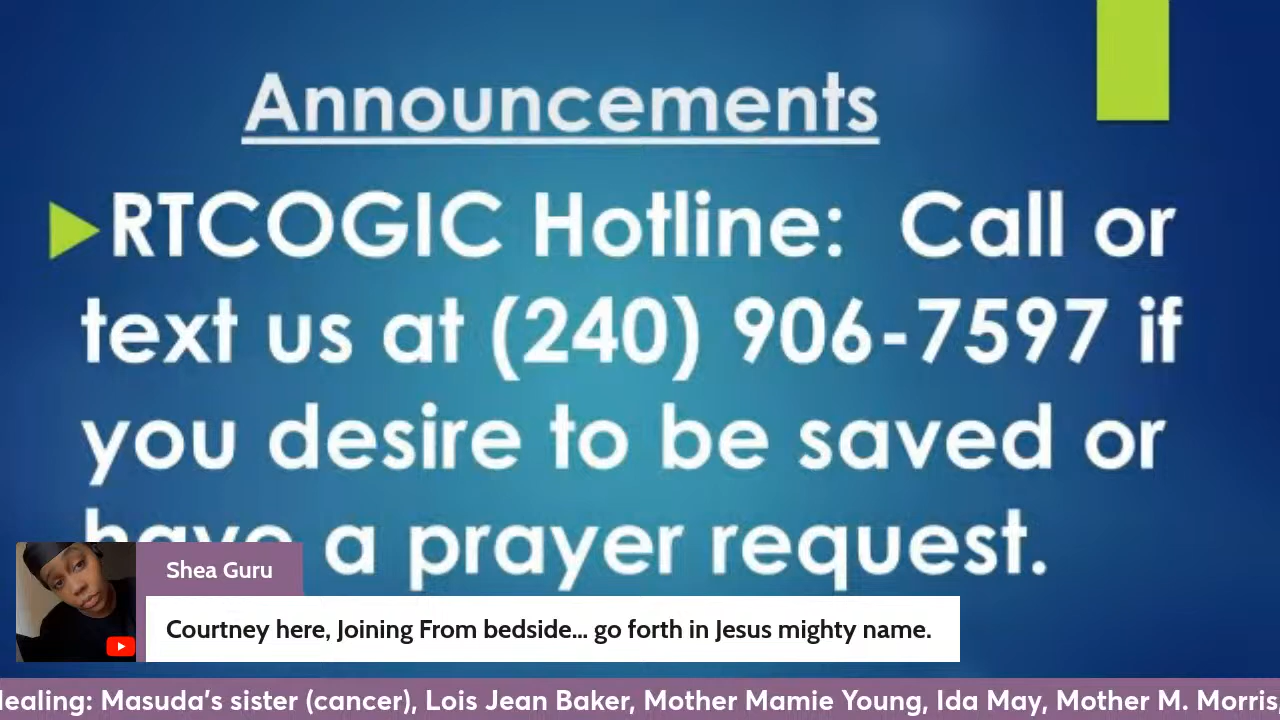 Announcements
RTCOGIC Hotline: Call or
text us at (240) 906-7597 if
you desire to be saved or
have a prayer request.
Shea Guru
Courtney here, Joining From bedside... go forth in Jesus mighty name.
Healing: Masuda's sister (cancer), Lois Jean Baker, Mother Mamie Young, Ida May, Mother M. Morris,